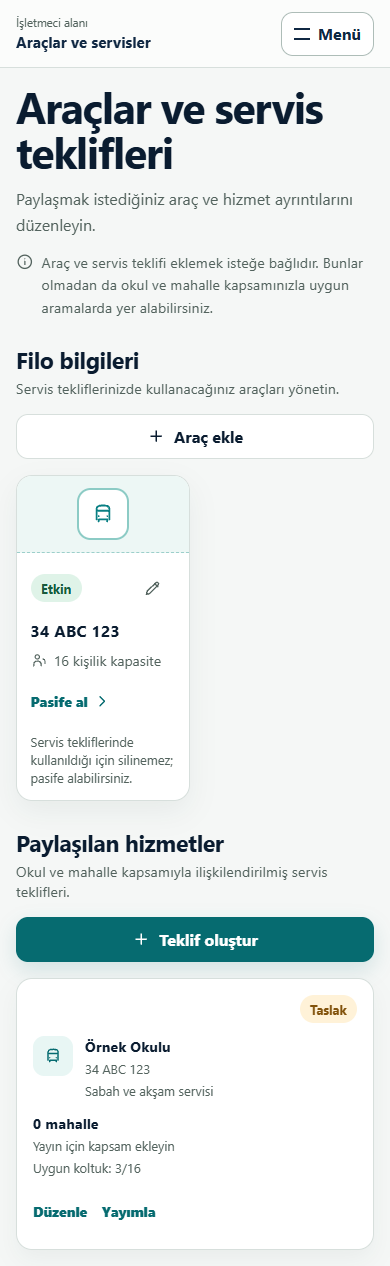 İşletmeci alanı
Araçlar ve servisler
Menü
Araçlar ve servis
teklifleri
Paylaşmak istediğiniz araç ve hizmet ayrıntılarını
düzenleyin.
Araç ve servis teklifi eklemek isteğe bağlıdır. Bunlar
olmadan da okul ve mahalle kapsamınızla uygun
aramalarda yer alabilirsiniz.
Filo bilgileri
Servis tekliflerinizde kullanacağınız araçları yönetin.
Araç ekle
Etkin
34 ABC 123
16 kişilik kapasite
Pasife al
Servis tekliflerinde
kullanıldığı için silinemez;
pasife alabilirsiniz.
Paylaşılan hizmetler
Okul ve mahalle kapsamıyla ilişkilendirilmiş servis
teklifleri.
Teklif oluştur
Taslak
Örnek Okulu
34 ABC 123
Sabah ve akşam servisi
0 mahalle
Yayın için kapsam ekleyin
Uygun koltuk: 3/16
Düzenle Yayımla